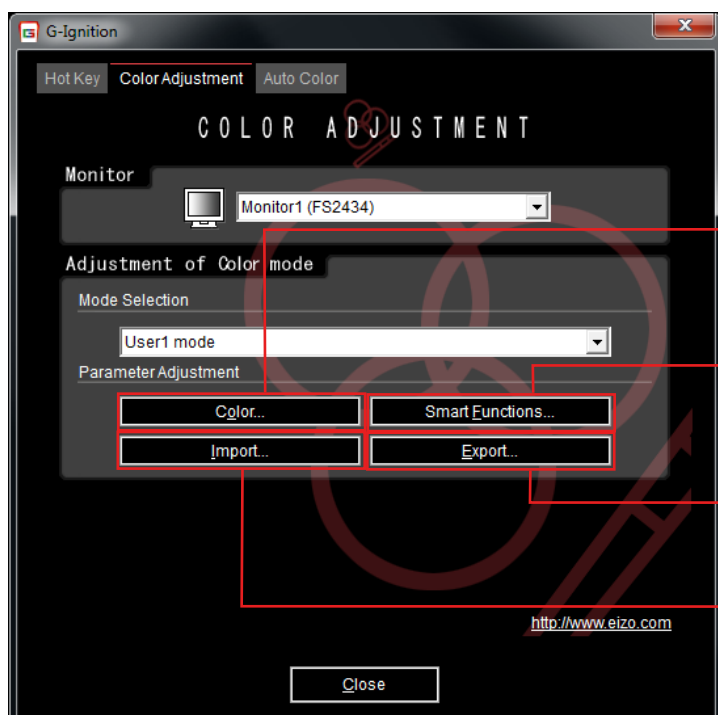 G-Ignition
Hot Key Color Adjustment Auto Color
COLOR ADJUSTMENT
Monitor
Monitor1 (FS2434)
Adjustment of Color mode
Mode Selection
User1 mode
Parameter Adjustment
Color... Smart Functions...
Import... Export...
http://www.eizo.com
Close